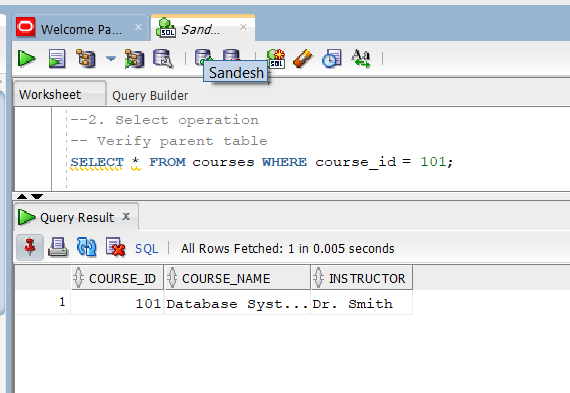 Welcome Pa...
Sand...
SQL
SQL
Sandesh
Worksheet
Query Builder
--2. Select operation
-- Verify parent table
SELECT * FROM courses WHERE course_id = 101;
Query Result x
SQL
All Rows Fetched: 1 in 0.005 seconds
COURSE_ID COURSE_NAME INSTRUCTOR
1 101 Database Syst... Dr. Smith